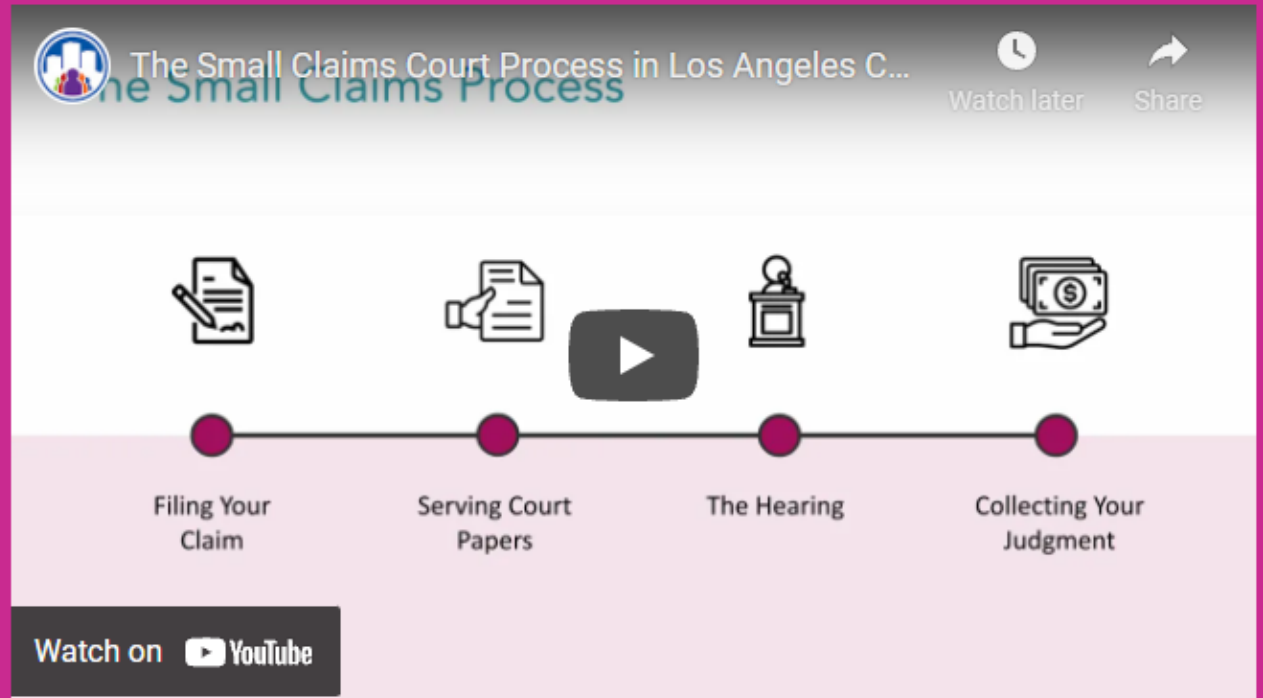 The Small Claims Court Process in Los Angeles C...
he Small Claims Process
Watch later
Share
$
Filing Your
Claim
Serving Court
Papers
The Hearing
Collecting Your
Judgment
Watch on YouTube